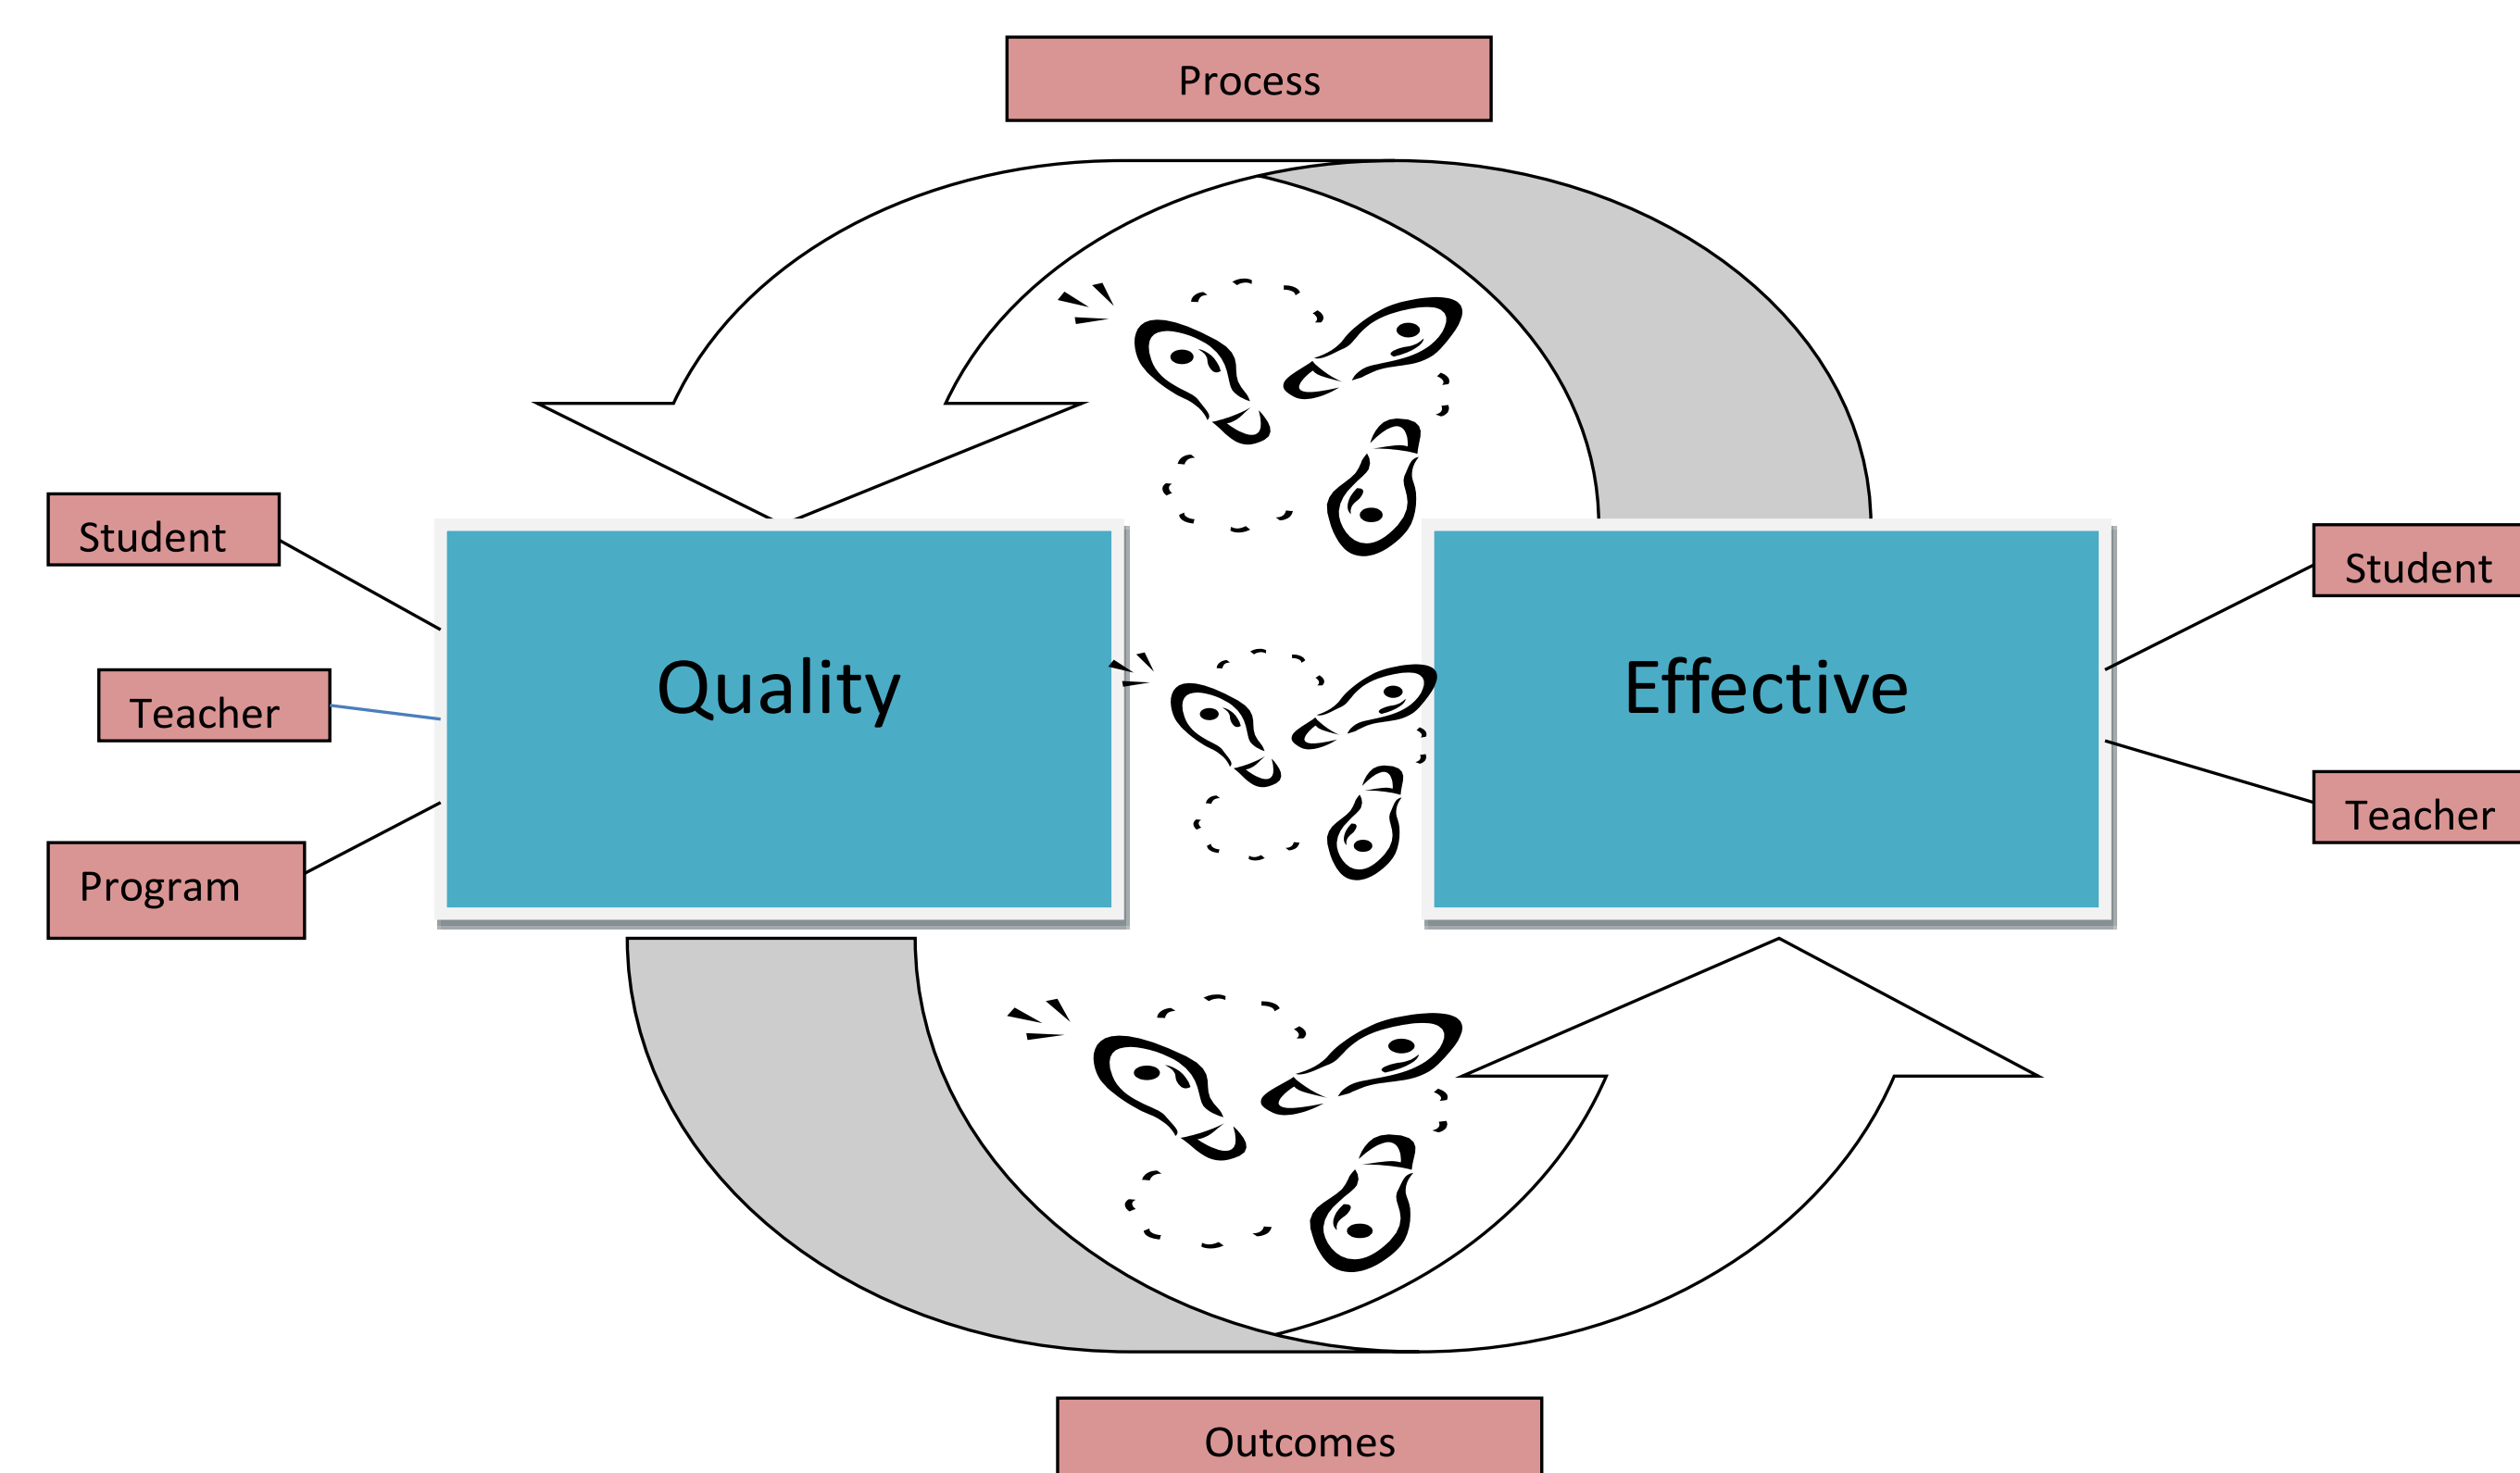 Process
Student
Teacher
Program
Quality
Effective
Student
Teacher
Outcomes